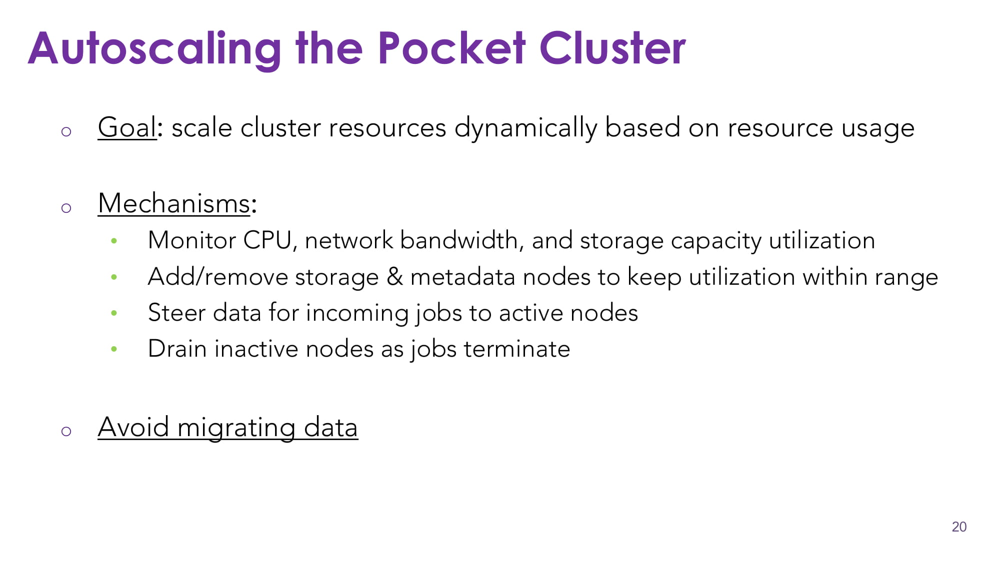 Autoscaling the Pocket Cluster
○ Goal: scale cluster resources dynamically based on resource usage
○ Mechanisms:
• Monitor CPU, network bandwidth, and storage capacity utilization
• Add/remove storage & metadata nodes to keep utilization within range
• Steer data for incoming jobs to active nodes
• Drain inactive nodes as jobs terminate
○ Avoid migrating data
20